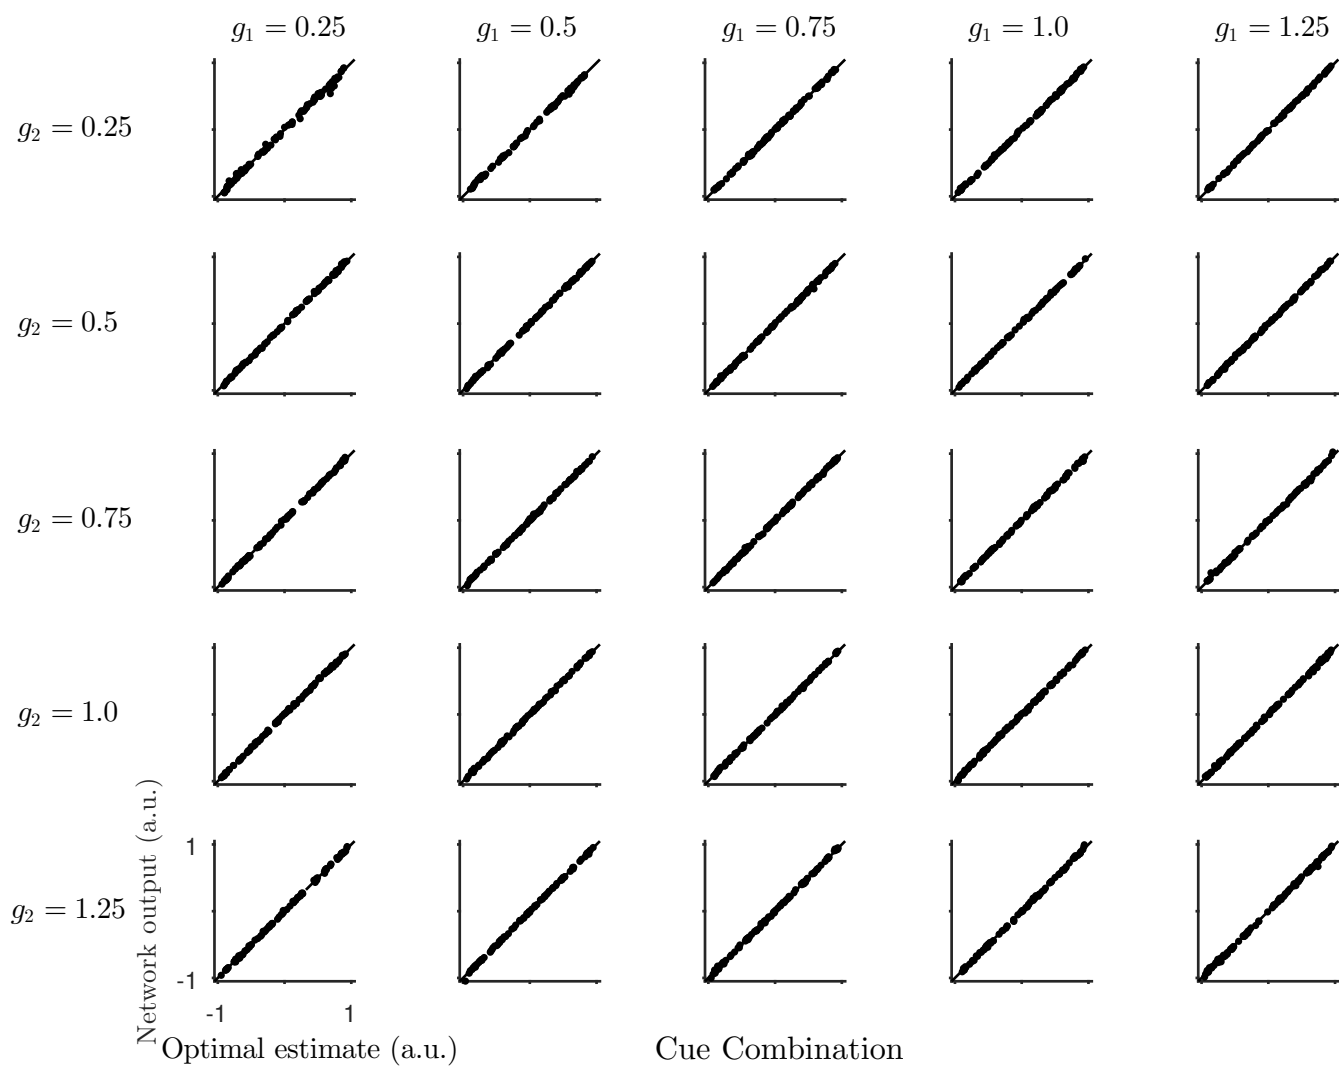 g₁ = 0.25
g₁ = 0.5
g₁ = 0.75
g₁ = 1.0
g₁ = 1.25
g₂ = 0.25
g₂ = 0.5
g₂ = 0.75
g₂ = 1.0
g₂ = 1.25
Network output (a.u.)
1
-1
-1 1
Optimal estimate (a.u.)
Cue Combination